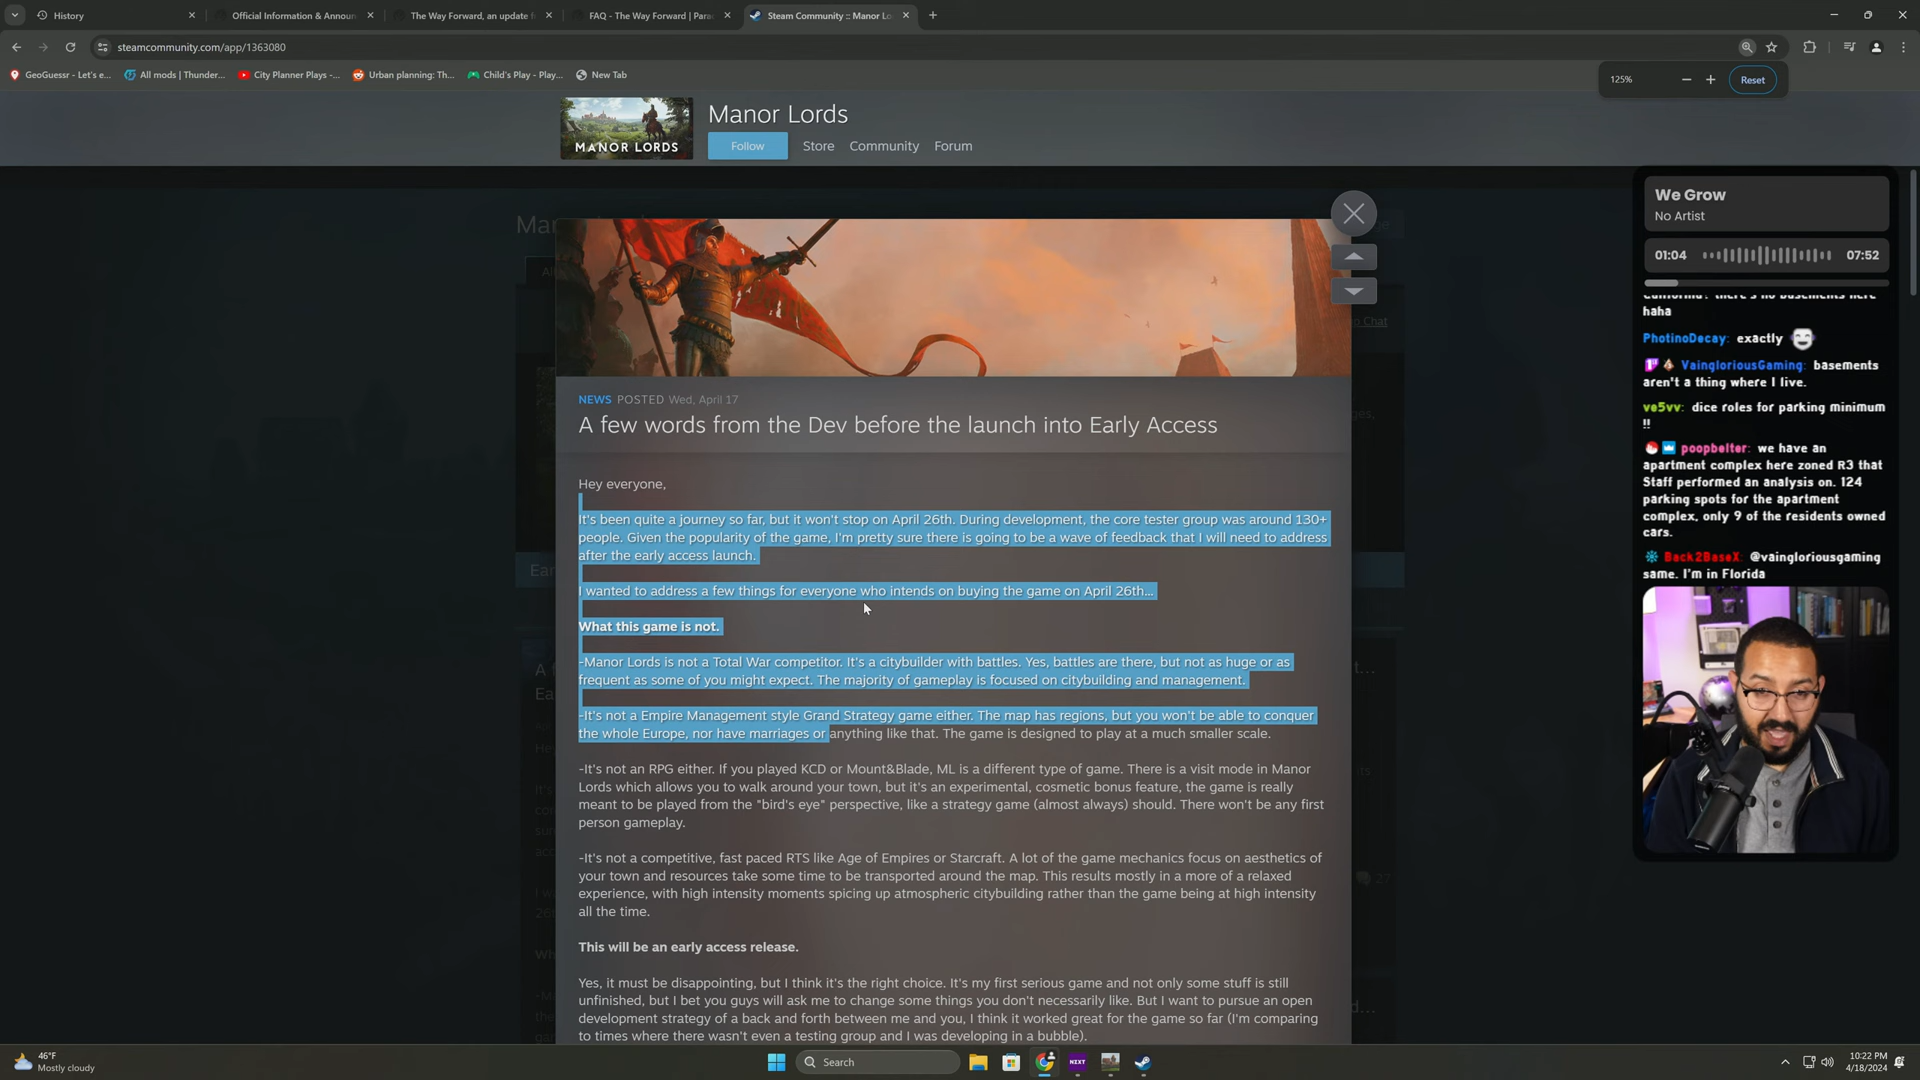 History
Official Information & Announ
The Way Forward, an update f
FAQ - The Way Forward | Para
Steam Community :: Manor Lo
steamcommunity.com/app/1363080
GeoGuessr - Let's e...
All mods | Thunder...
City Planner Plays -...
Urban planning: Th...
Child's Play - Play...
New Tab
125%
Reset
MANOR LORDS
Manor Lords
Follow
Store
Community
Forum
NEWS POSTED Wed, April 17
A few words from the Dev before the launch into Early Access
Hey everyone,
It's been quite a journey so far, but it won't stop on April 26th. During development, the core tester group was around 130+
people. Given the popularity of the game, I'm pretty sure there is going to be a wave of feedback that I will need to address
after the early access launch.
I wanted to address a few things for everyone who intends on buying the game on April 26th...
What this game is not.
-Manor Lords is not a Total War competitor. It's a citybuilder with battles. Yes, battles are there, but not as huge or as
frequent as some of you might expect. The majority of gameplay is focused on citybuilding and management.
-It's not a Empire Management style Grand Strategy game either. The map has regions, but you won't be able to conquer
the whole Europe, nor have marriages or anything like that. The game is designed to play at a much smaller scale.
-It's not an RPG either. If you played KCD or Mount&Blade, ML is a different type of game. There is a visit mode in Manor
Lords which allows you to walk around your town, but it's an experimental, cosmetic bonus feature, the game is really
meant to be played from the "bird's eye" perspective, like a strategy game (almost always) should. There won't be any first
person gameplay.
-It's not a competitive, fast paced RTS like Age of Empires or Starcraft. A lot of the game mechanics focus on aesthetics of
your town and resources take some time to be transported around the map. This results mostly in a more of a relaxed
experience, with high intensity moments spicing up atmospheric citybuilding rather than the game being at high intensity
all the time.
This will be an early access release.
Yes, it must be disappointing, but I think it's the right choice. It's my first serious game and not only some stuff is still
unfinished, but I bet you guys will ask me to change some things you don't necessarily like. But I want to pursue an open
development strategy of a back and forth between me and you, I think it worked great for the game so far (I'm comparing
to times where there wasn't even a testing group and I was developing in a bubble).
27
We Grow
No Artist
01:04
07:52
California? there's no basements here
haha
PhotinoDecay: exactly
VaingloriousGaming: basements
aren't a thing where I live.
ve5vv: dice roles for parking minimum
!!
poopbelter: we have an
apartment complex here zoned R3 that
Staff performed an analysis on. 124
parking spots for the apartment
complex, only 9 of the residents owned
cars.
Back2BaseX: @vaingloriousgaming
same. I'm in Florida
46°F
Mostly cloudy
Search
NZXT
10:22 PM
4/18/2024